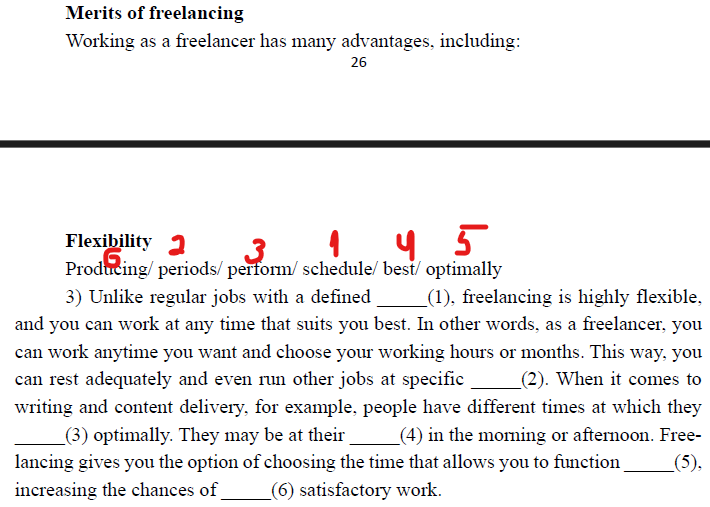 Merits of freelancing
Working as a freelancer has many advantages, including:
26
Flexibility 2 3 1 4 5
6
Producing/ periods/ perform/ schedule/ best/ optimally
3) Unlike regular jobs with a defined _____(1), freelancing is highly flexible,
and you can work at any time that suits you best. In other words, as a freelancer, you
can work anytime you want and choose your working hours or months. This way, you
can rest adequately and even run other jobs at specific _____(2). When it comes to
writing and content delivery, for example, people have different times at which they
_____(3) optimally. They may be at their _____(4) in the morning or afternoon. Free-
lancing gives you the option of choosing the time that allows you to function _____(5),
increasing the chances of _____(6) satisfactory work.